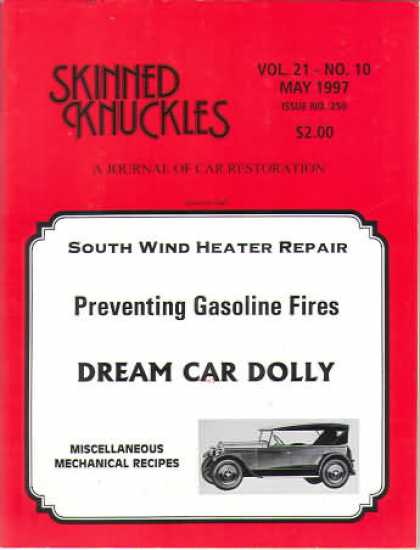 SKINNED
KNUCKLES
VOL. 21 - NO. 10
MAY 1997
ISSUE NO. 250
$2.00
A JOURNAL OF CAR RESTORATION
SOUTH WIND HEATER REPAIR
Preventing Gasoline Fires
DREAM CAR DOLLY
MISCELLANEOUS
MECHANICAL RECIPES